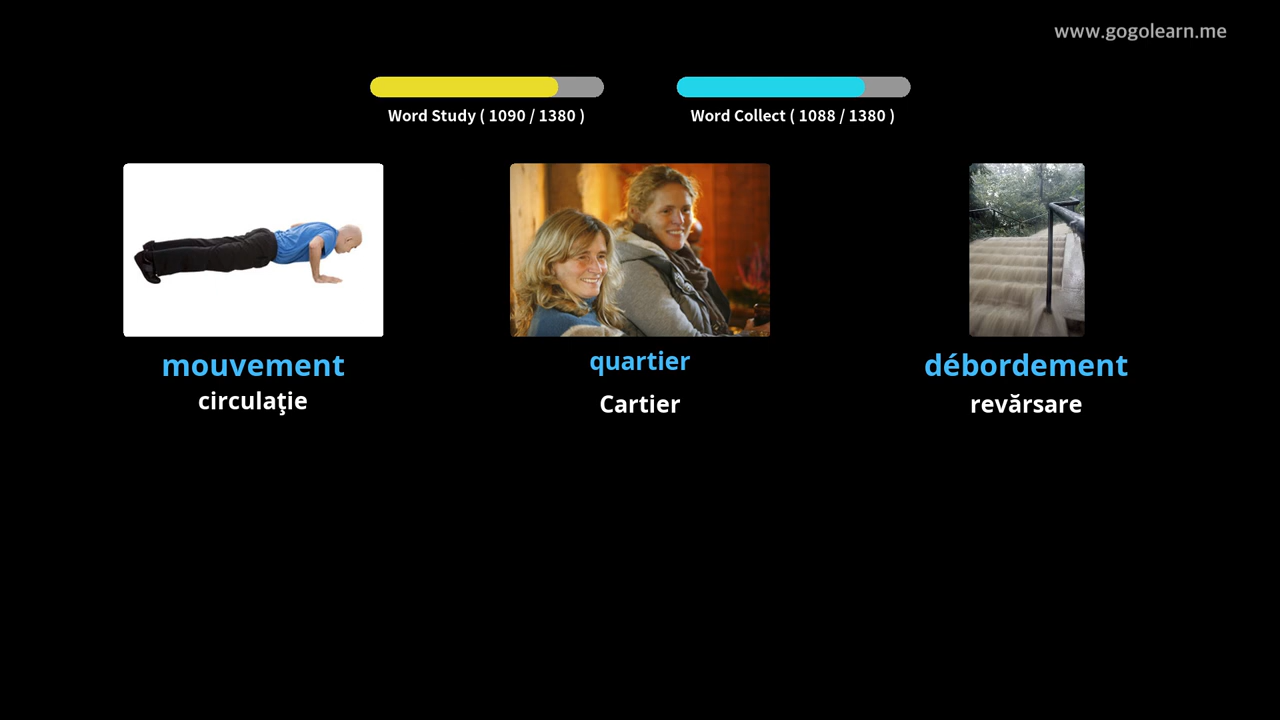 www.gogolearn.me
Word Study ( 1090 / 1380 )
Word Collect ( 1088 / 1380 )
mouvement
circulaţie
quartier
Cartier
débordement
revărsare